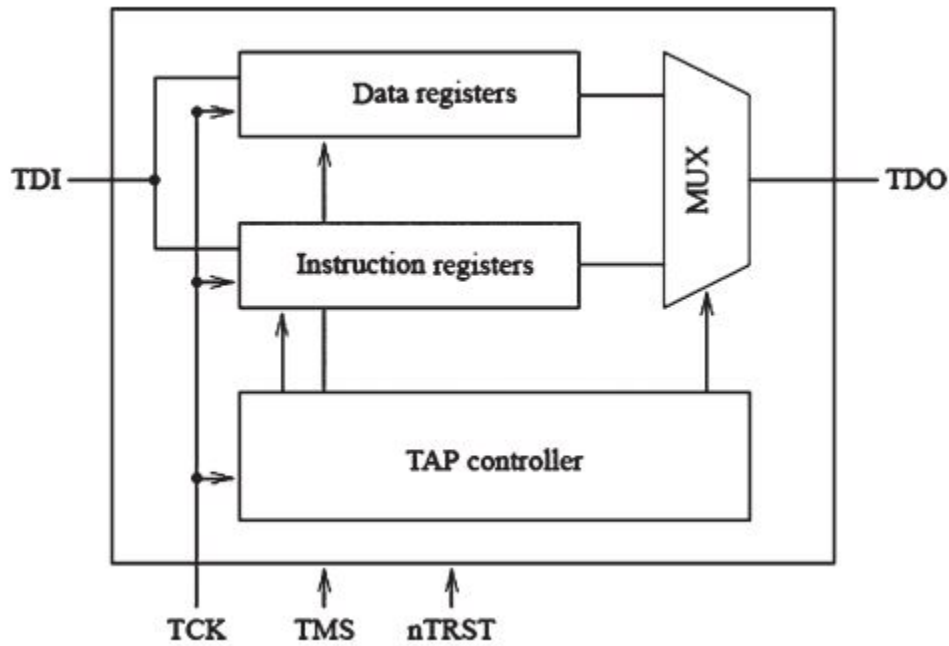 Data registers
TDI
MUX
TDO
Instruction registers
TAP controller
TCK
TMS
nTRST